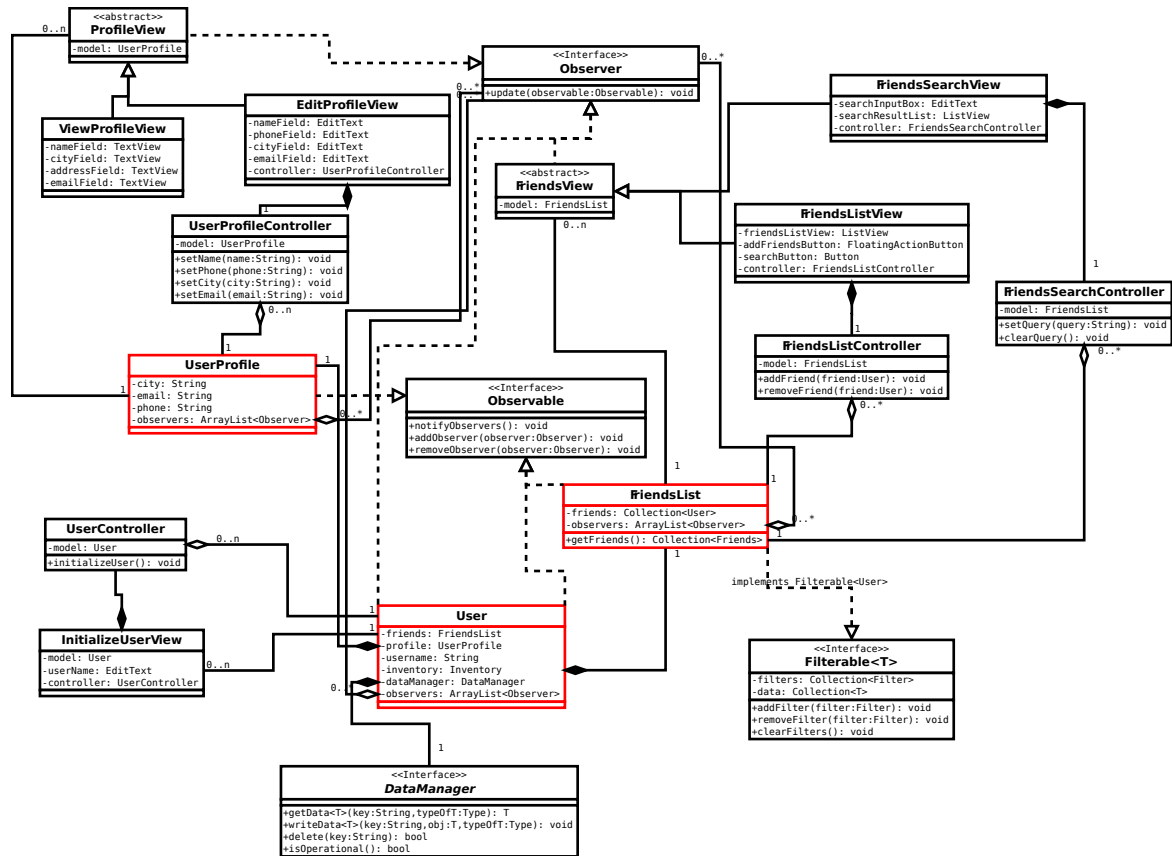 <<abstract>>
ProfileView
-model: UserProfile
0..n
1
<<Interface>>
Observer
+update(observable:Observable): void
0..*
0..*
0..*
FriendsSearchView
-searchInputBox: EditText
-searchResultList: ListView
-controller: FriendsSearchController
EditProfileView
-nameField: EditText
-phoneField: EditText
-cityField: EditText
-emailField: EditText
-controller: UserProfileController
ViewProfileView
-nameField: TextView
-cityField: TextView
-addressField: TextView
-emailField: TextView
<<abstract>>
FriendsView
-model: FriendsList
0..n
FriendsListView
-friendsListView: ListView
-addFriendsButton: FloatingActionButton
-searchButton: Button
-controller: FriendsListController
1
UserProfileController
-model: UserProfile
+setName(name:String): void
+setPhone(phone:String): void
+setCity(city:String): void
+setEmail(email:String): void
0..n
1
1
FriendsSearchController
-model: FriendsList
+setQuery(query:String): void
+clearQuery(): void
0..*
1
FriendsListController
-model: FriendsList
+addFriend(friend:User): void
+removeFriend(friend:User): void
0..*
1
1
UserProfile
-city: String
-email: String
-phone: String
-observers: ArrayList<Observer>
0..*
<<Interface>>
Observable
+notifyObservers(): void
+addObserver(observer:Observer): void
+removeObserver(observer:Observer): void
1
1
FriendsList
-friends: Collection<User>
-observers: ArrayList<Observer>
+getFriends(): Collection<Friends>
0..*
1
1
UserController
-model: User
+initializeUser(): void
0..n
implements Filterable<User>
1
User
-friends: FriendsList
-profile: UserProfile
-username: String
-inventory: Inventory
-dataManager: DataManager
-observers: ArrayList<Observer>
1
0..*
InitializeUserView
-model: User
-userName: EditText
-controller: UserController
0..n
<<Interface>>
Filterable<T>
-filters: Collection<Filter>
-data: Collection<T>
+addFilter(filter:Filter): void
+removeFilter(filter:Filter): void
+clearFilters(): void
1
<<Interface>>
DataManager
+getData<T>(key:String,typeOfT:Type): T
+writeData<T>(key:String,obj:T,typeOfT:Type): void
+delete(key:String): bool
+isOperational(): bool